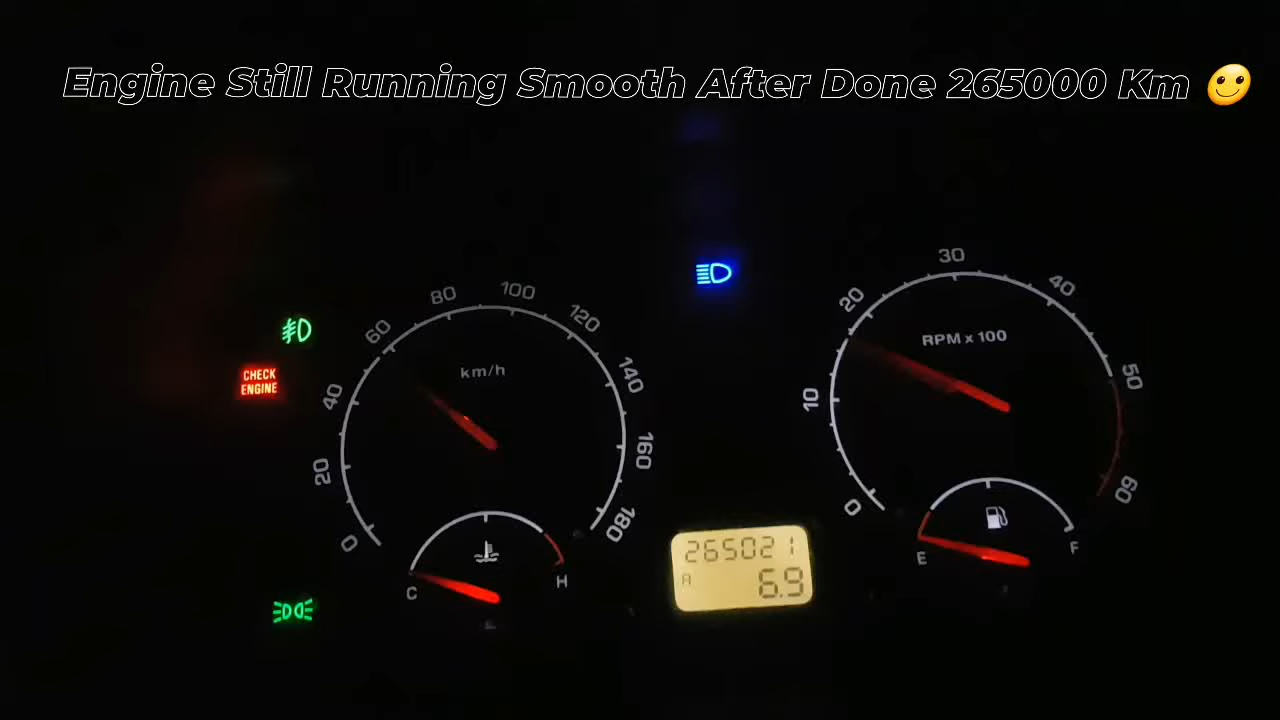 Engine Still Running Smooth After Done 265000 Km 🙂
CHECK
ENGINE
0
20
40
60
80
100
120
140
160
180
km/h
C
H
265021
A
6.9
0
10
20
30
40
50
60
RPM x 100
E
F